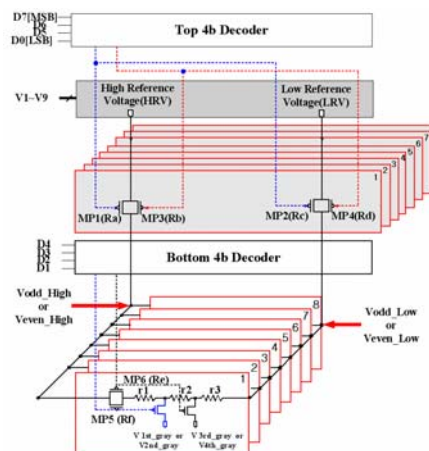 D7[MSB]
D6
D5
D0[LSB]
Top 4b Decoder
V1~V9
High Reference
Voltage(HRV)
Low Reference
Voltage(LRV)
7
6
5
4
3
2
1
MP1(Ra)
MP3(Rb)
MP2(Rc)
MP4(Rd)
D4
D3
D2
D1
Bottom 4b Decoder
Vodd_High
or
Veven_High
Vodd_Low
or
Veven_Low
8
7
6
5
4
3
2
1
MP6 (Re)
r1
r2
r3
MP5 (Rf)
V 1st_gray or
V2nd_gray
V 3rd_gray or
V4th_gray